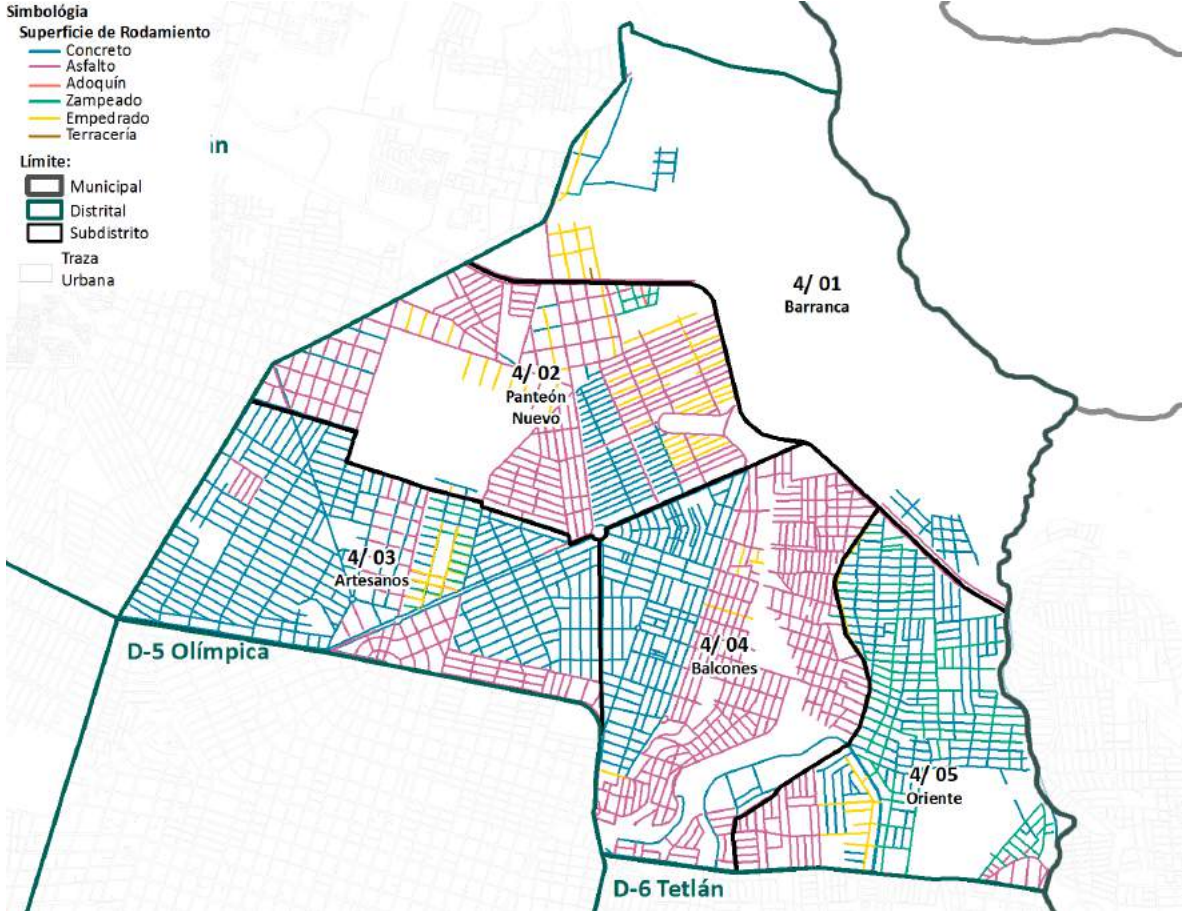 Simbológia
Superficie de Rodamiento
Concreto
Asfalto
Adoquín
Zampeado
Empedrado
Terracería
Límite:
Municipal
Distrital
Subdistrito
Traza
Urbana
4/ 01
Barranca
4/ 02
Panteón
Nuevo
4/ 03
Artesanos
4/ 04
Balcones
D-5 Olímpica
4/ 05
Oriente
D-6 Tetlán